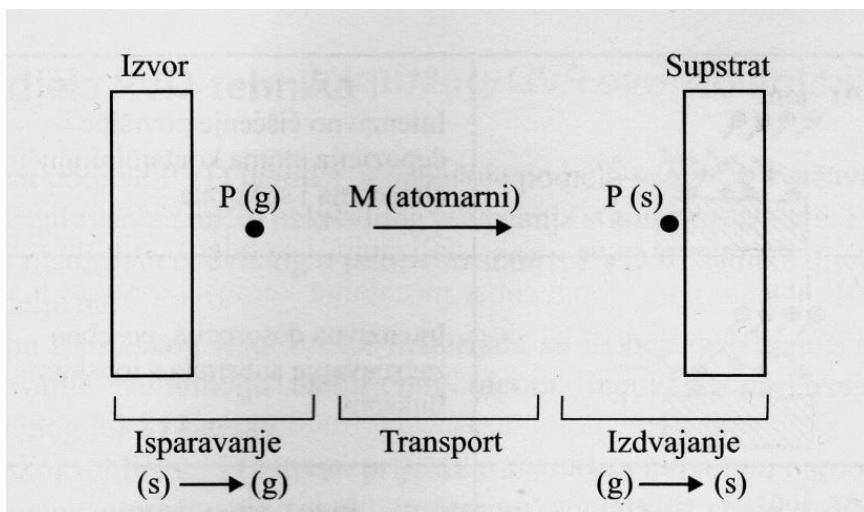 Izvor
Supstrat
P (g)
M (atomarni)
P (s)
Isparavanje
Transport
Izdvajanje
(s) → (g)
(g) → (s)